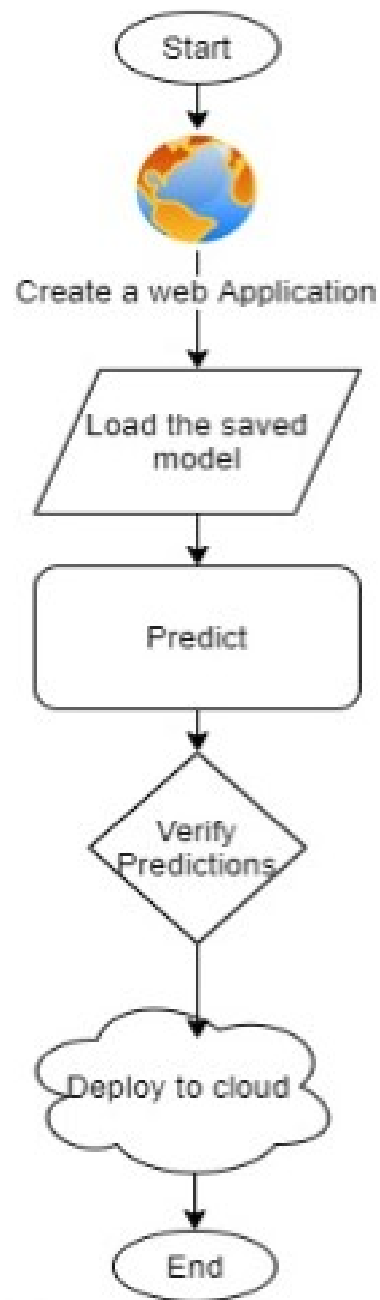 Start
Create a web Application
Load the saved
model
Predict
Verify
Predictions
Deploy to cloud
End